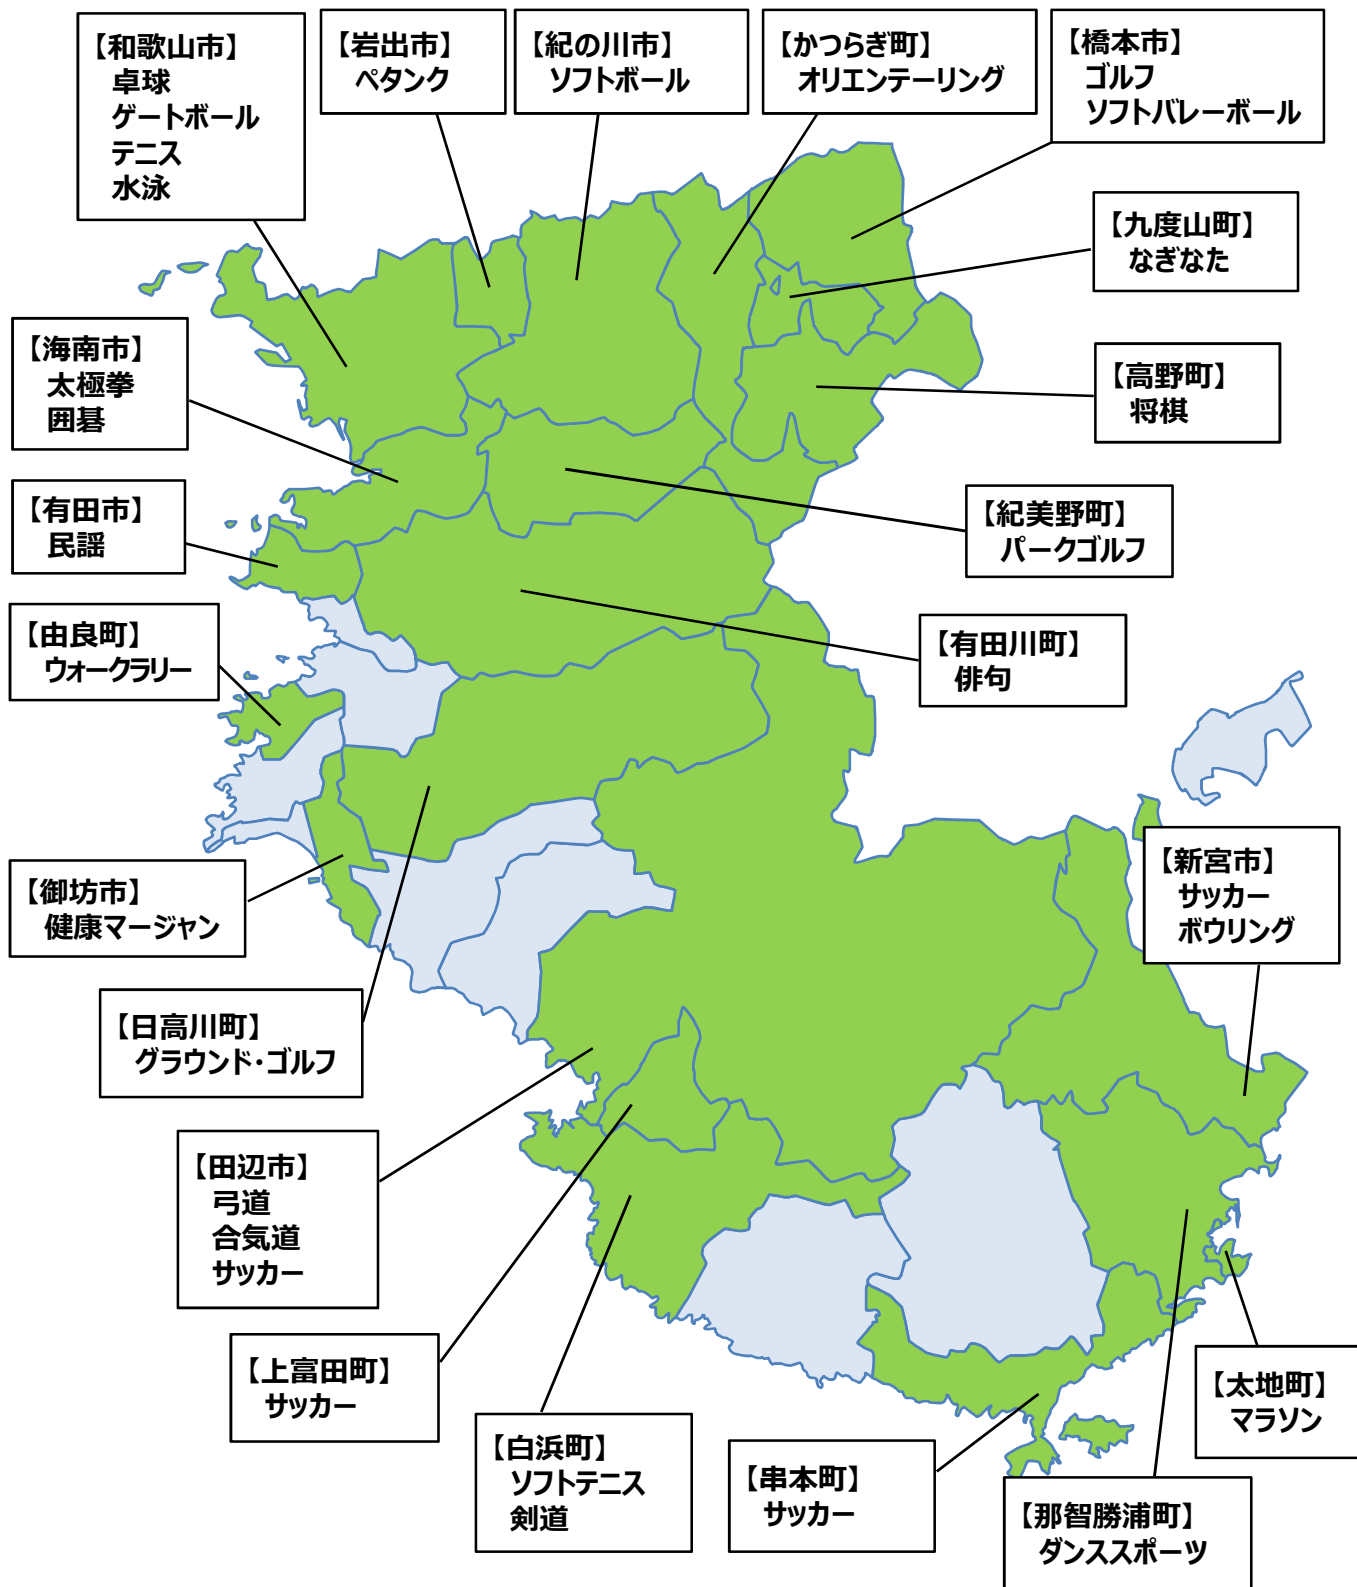 【和歌山市】
卓球
ゲートボール
テニス
水泳
【岩出市】
ペタンク
【紀の川市】
ソフトボール
【かつらぎ町】
オリエンテーリング
【橋本市】
ゴルフ
ソフトバレーボール
【九度山町】
なぎなた
【海南市】
太極拳
囲碁
【高野町】
将棋
【有田市】
民謡
【紀美野町】
パークゴルフ
【由良町】
ウォークラリー
【有田川町】
俳句
【御坊市】
健康マージャン
【新宮市】
サッカー
ボウリング
【日高川町】
グラウンド・ゴルフ
【田辺市】
弓道
合気道
サッカー
【上富田町】
サッカー
【白浜町】
ソフトテニス
剣道
【串本町】
サッカー
【太地町】
マラソン
【那智勝浦町】
ダンススポーツ